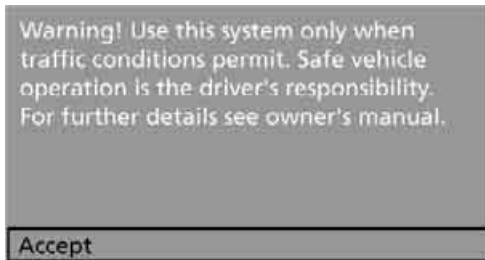 Warning! Use this system only when
traffic conditions permit. Safe vehicle
operation is the driver's responsibility.
For further details see owner's manual.
Accept